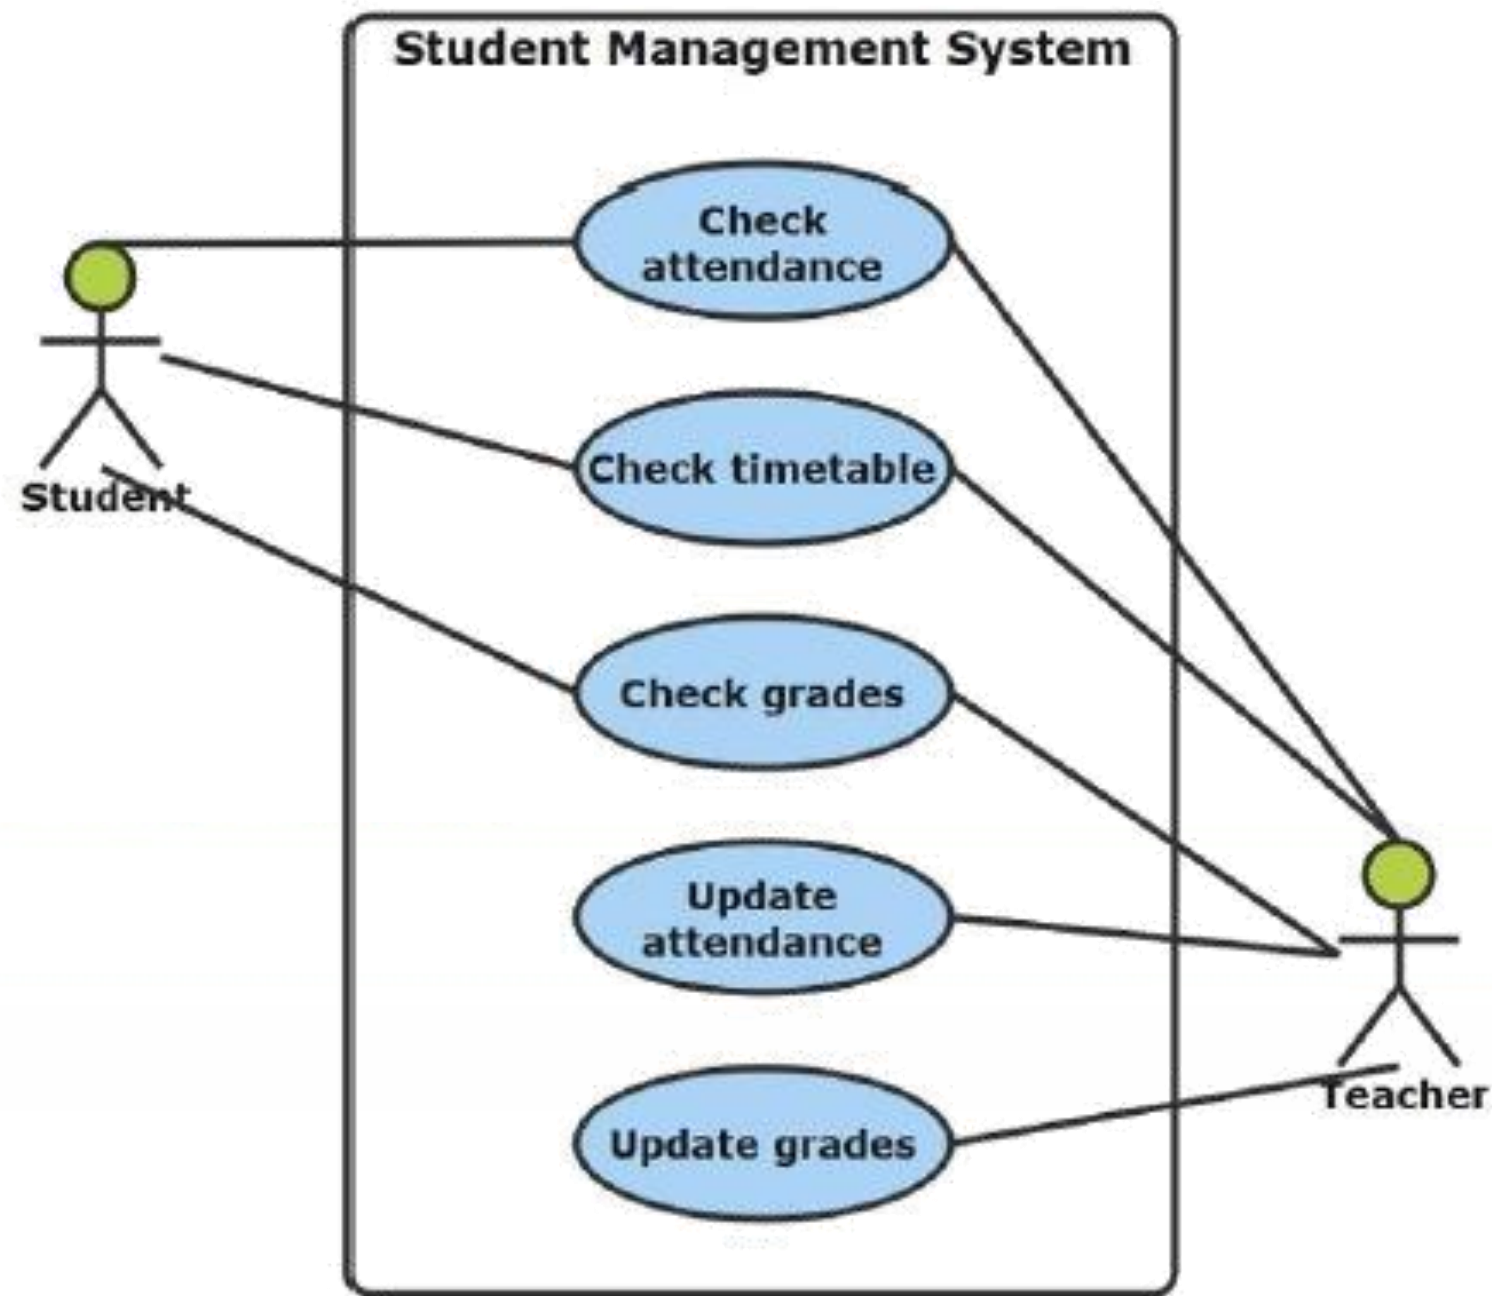 Student Management System
Check
attendance
Check timetable
Student
Check grades
Update
attendance
Teacher
Update grades